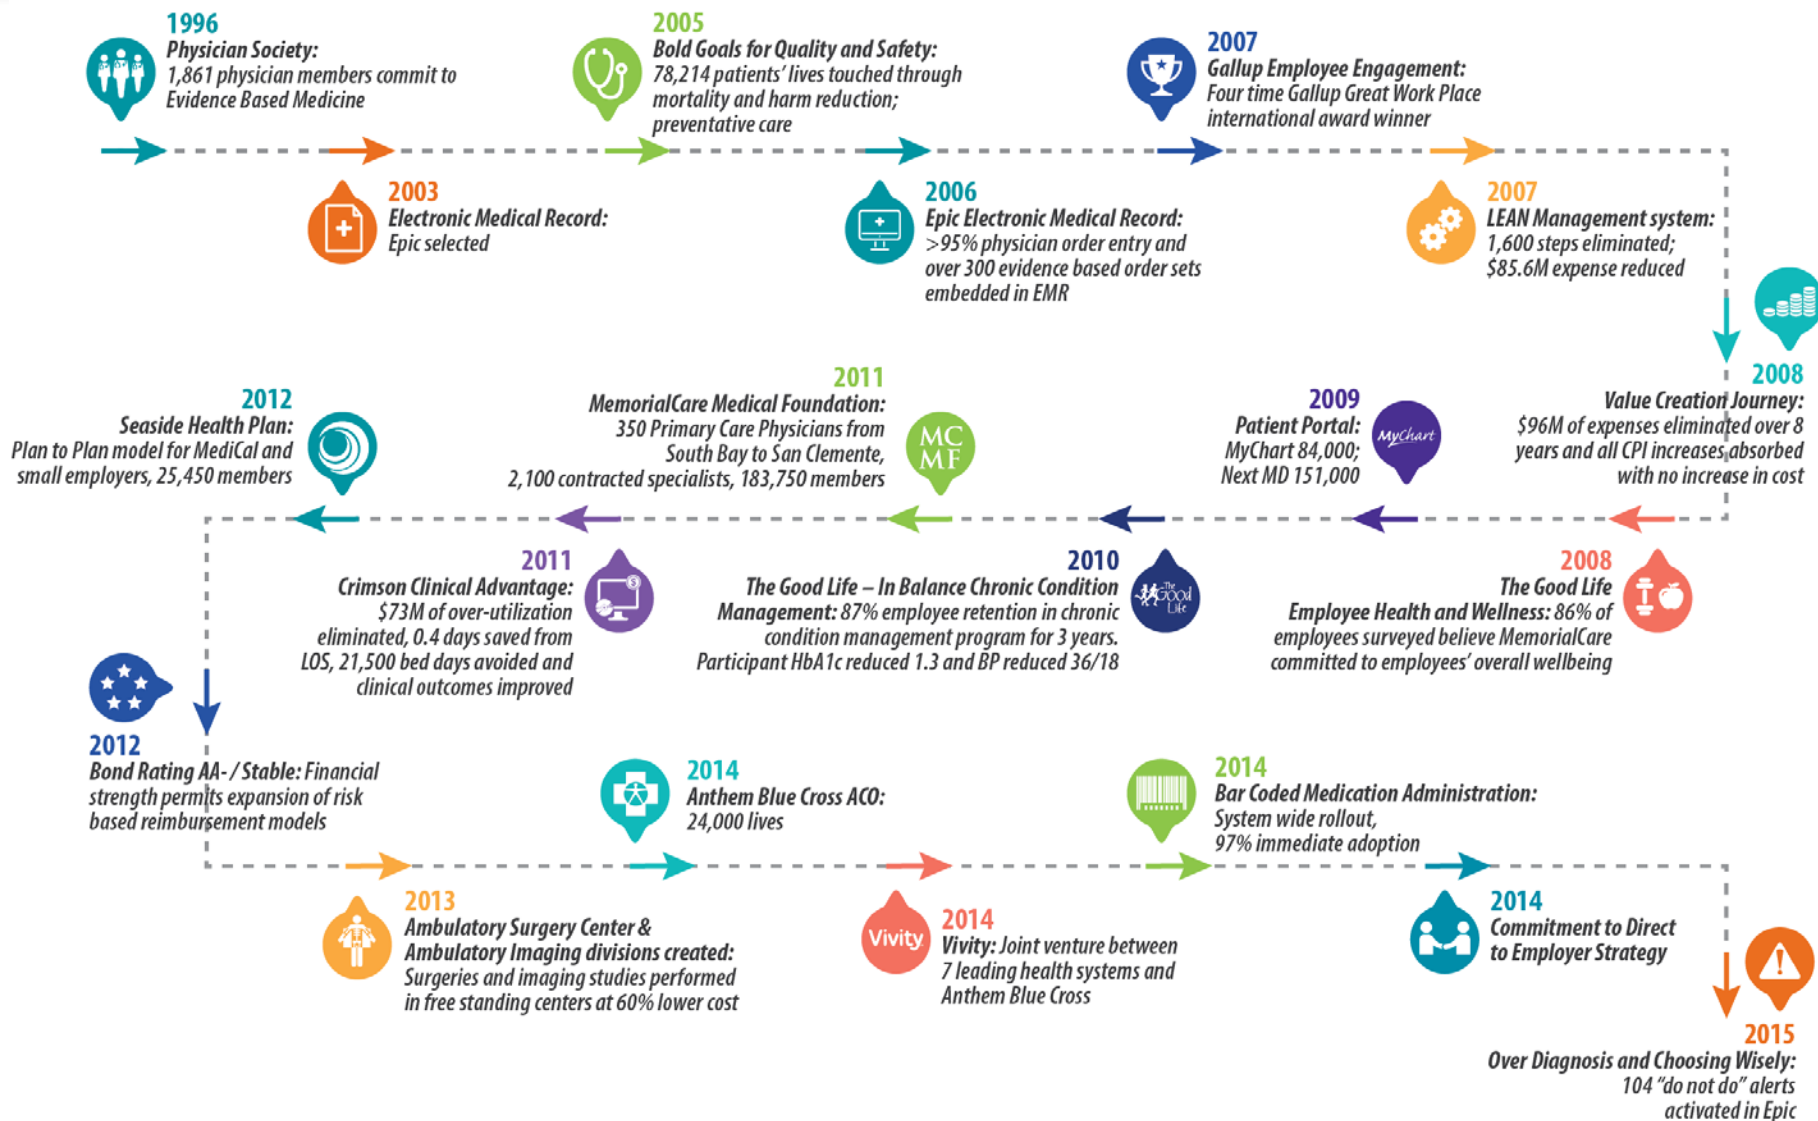 1996
Physician Society:
1,861 physician members commit to
Evidence Based Medicine
2003
Electronic Medical Record:
Epic selected
2005
Bold Goals for Quality and Safety:
78,214 patients' lives touched through
mortality and harm reduction;
preventative care
2006
Epic Electronic Medical Record:
>95% physician order entry and
over 300 evidence based order sets
embedded in EMR
2007
Gallup Employee Engagement:
Four time Gallup Great Work Place
international award winner
2007
LEAN Management system:
1,600 steps eliminated;
$85.6M expense reduced
2008
Value Creation Journey:
$96M of expenses eliminated over 8
years and all CPI increases absorbed
with no increase in cost
2008
The Good Life
Employee Health and Wellness: 86% of
employees surveyed believe MemorialCare
committed to employees' overall wellbeing
2009
Patient Portal:
MyChart 84,000;
Next MD 151,000
MyChart
2010
The Good Life – In Balance Chronic Condition
Management: 87% employee retention in chronic
condition management program for 3 years.
Participant HbA1c reduced 1.3 and BP reduced 36/18
The
Good
Life
2011
MemorialCare Medical Foundation:
350 Primary Care Physicians from
South Bay to San Clemente,
2,100 contracted specialists, 183,750 members
MC
MF
2011
Crimson Clinical Advantage:
$73M of over-utilization
eliminated, 0.4 days saved from
LOS, 21,500 bed days avoided and
clinical outcomes improved
$
2012
Seaside Health Plan:
Plan to Plan model for MediCal and
small employers, 25,450 members
2012
Bond Rating AA- / Stable: Financial
strength permits expansion of risk
based reimbursement models
2013
Ambulatory Surgery Center &
Ambulatory Imaging divisions created:
Surgeries and imaging studies performed
in free standing centers at 60% lower cost
2014
Anthem Blue Cross ACO:
24,000 lives
Vivity
2014
Vivity: Joint venture between
7 leading health systems and
Anthem Blue Cross
2014
Bar Coded Medication Administration:
System wide rollout,
97% immediate adoption
2014
Commitment to Direct
to Employer Strategy
2015
Over Diagnosis and Choosing Wisely:
104 "do not do" alerts
activated in Epic